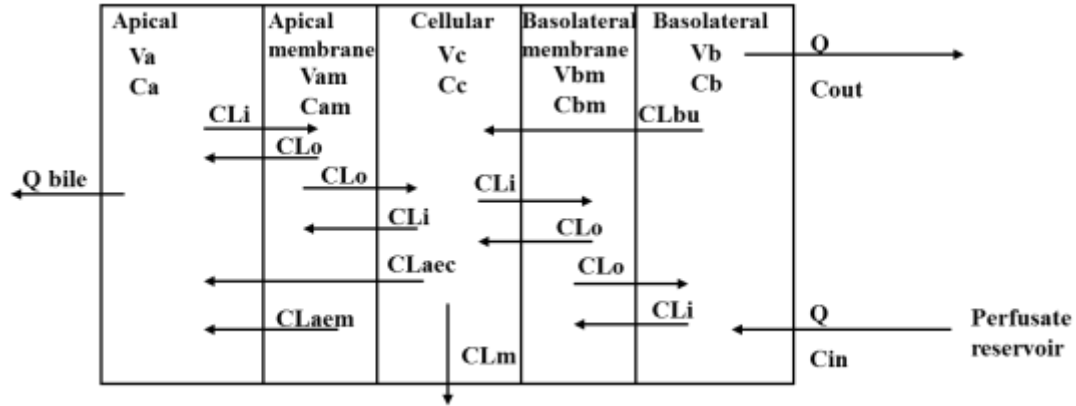 Apical
Va
Ca
Apical
membrane
Vam
Cam
Cellular
Vc
Cc
Basolateral
membrane
Vbm
Cbm
Basolateral
Vb
Cb
Q
Cout
CLi
CLbu
CLo
Q bile
CLo
CLi
CLi
CLo
CLaec
CLo
CLaem
CLi
Q
Perfusate
reservoir
CLm
Cin